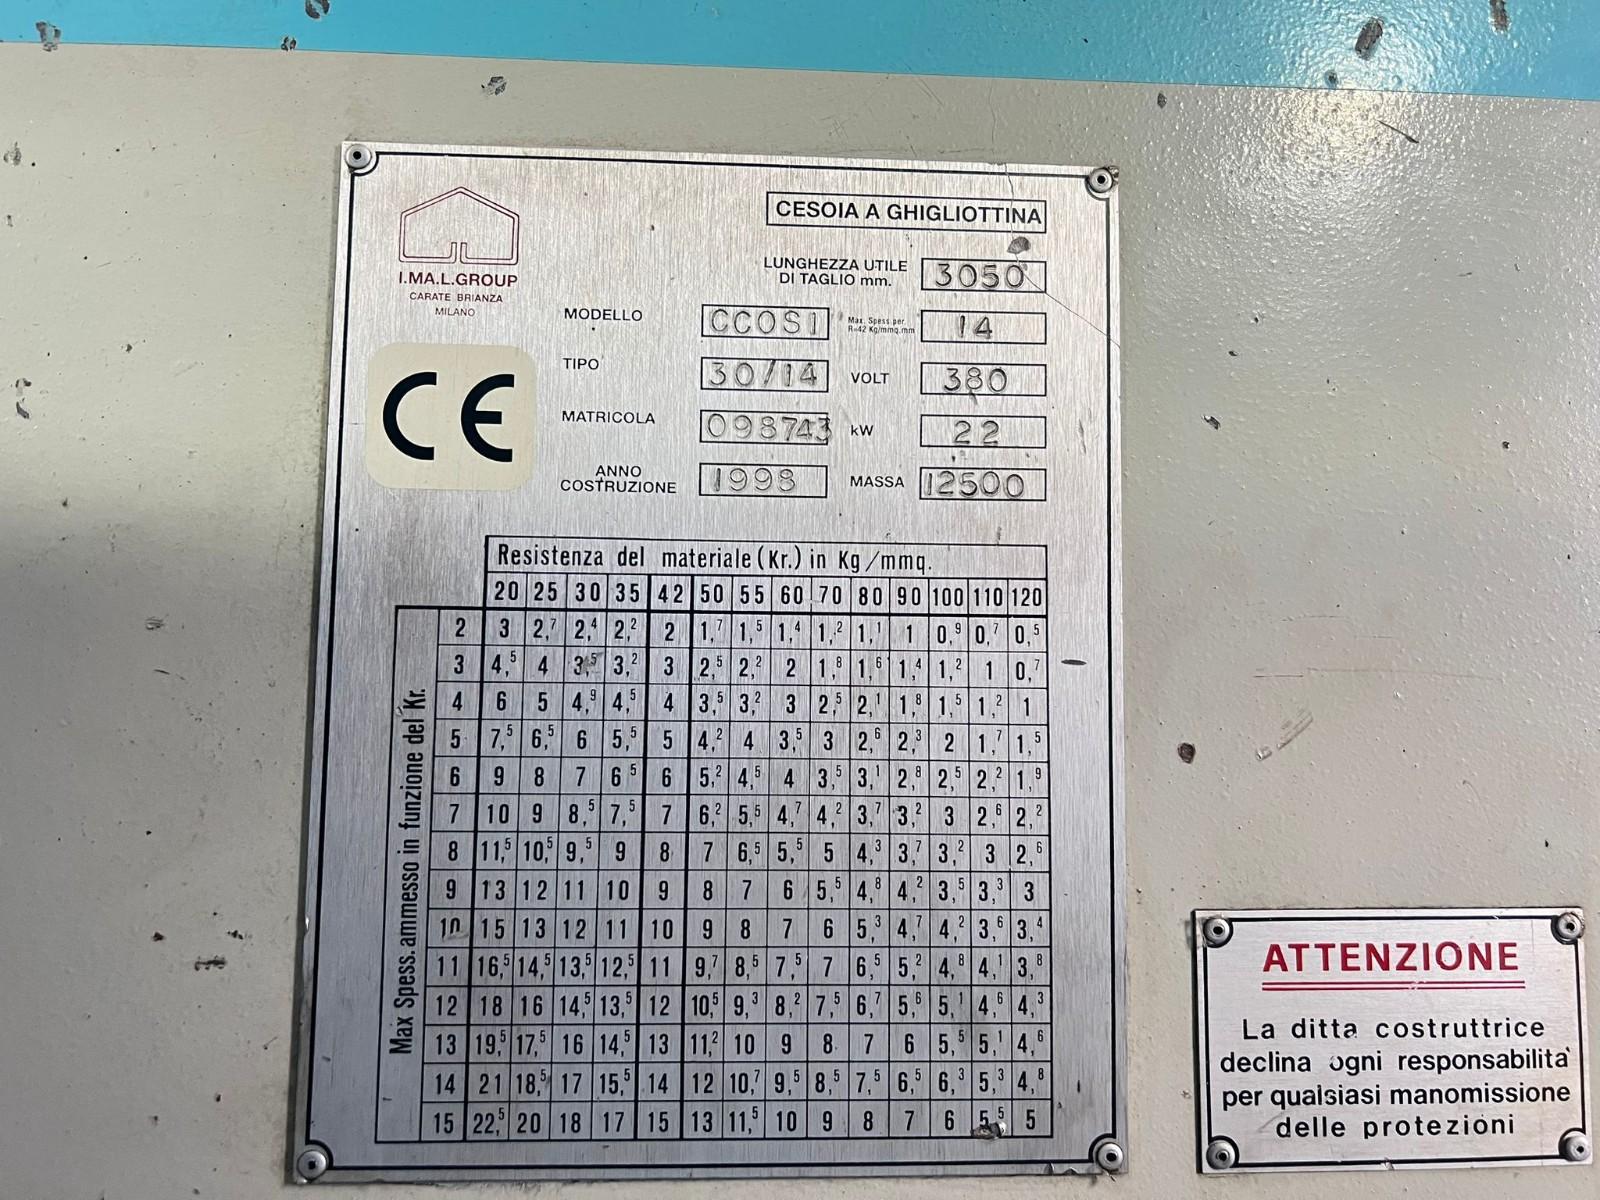 I.MA.L.GROUP
CARATE BRIANZA
MILANO
CE
CESOIA A GHIGLIOTTINA
LUNGHEZZA UTILE
DI TAGLIO mm. 3050
MODELLO CCOS1
Max. Spess. per.
R=42 Kg/mmq.mm 14
TIPO 30/14 VOLT 380
MATRICOLA 098743 kW 22
ANNO
COSTRUZIONE 1998 MASSA 12500
Resistenza del materiale (Kr.) in Kg/mmq.
20 25 30 35 42 50 55 60 70 80 90 100 110 120
Max Spess. ammesso in funzione del Kr.
2 3 2,7 2,4 2,2 2 1,7 1,5 1,4 1,2 1,1 1 0,9 0,7 0,5
3 4,5 4 3,5 3,2 3 2,5 2,2 2 1,8 1,6 1,4 1,2 1 0,7
4 6 5 4,9 4,5 4 3,5 3,2 3 2,5 2,1 1,8 1,5 1,2 1
5 7,5 6,5 6 5,5 5 4,2 4 3,5 3 2,6 2,3 2 1,7 1,5
6 9 8 7 6,5 6 5,2 4,5 4 3,5 3,1 2,8 2,5 2,2 1,9
7 10 9 8,5 7,5 7 6,2 5,5 4,7 4,2 3,7 3,2 3 2,6 2,2
8 11,5 10,5 9,5 9 8 7 6,5 5,5 5 4,3 3,7 3,2 3 2,6
9 13 12 11 10 9 8 7 6 5,5 4,8 4,2 3,5 3,3 3
10 15 13 12 11 10 9 8 7 6 5,3 4,7 4,2 3,6 3,4
11 16,5 14,5 13,5 12,5 11 9,7 8,5 7,5 7 6,5 5,2 4,8 4,1 3,8
12 18 16 14,5 13,5 12 10,5 9,3 8,2 7,5 6,7 5,6 5,1 4,6 4,3
13 19,5 17,5 16 14,5 13 11,2 10 9 8 7 6 5,5 5,1 4,6
14 21 18,5 17 15,5 14 12 10,7 9,5 8,5 7,5 6,5 6,3 5,3 4,8
15 22,5 20 18 17 15 13 11,5 10 9 8 7 6 5,5 5
ATTENZIONE
La ditta costruttrice
declina ogni responsabilità
per qualsiasi manomissione
delle protezioni